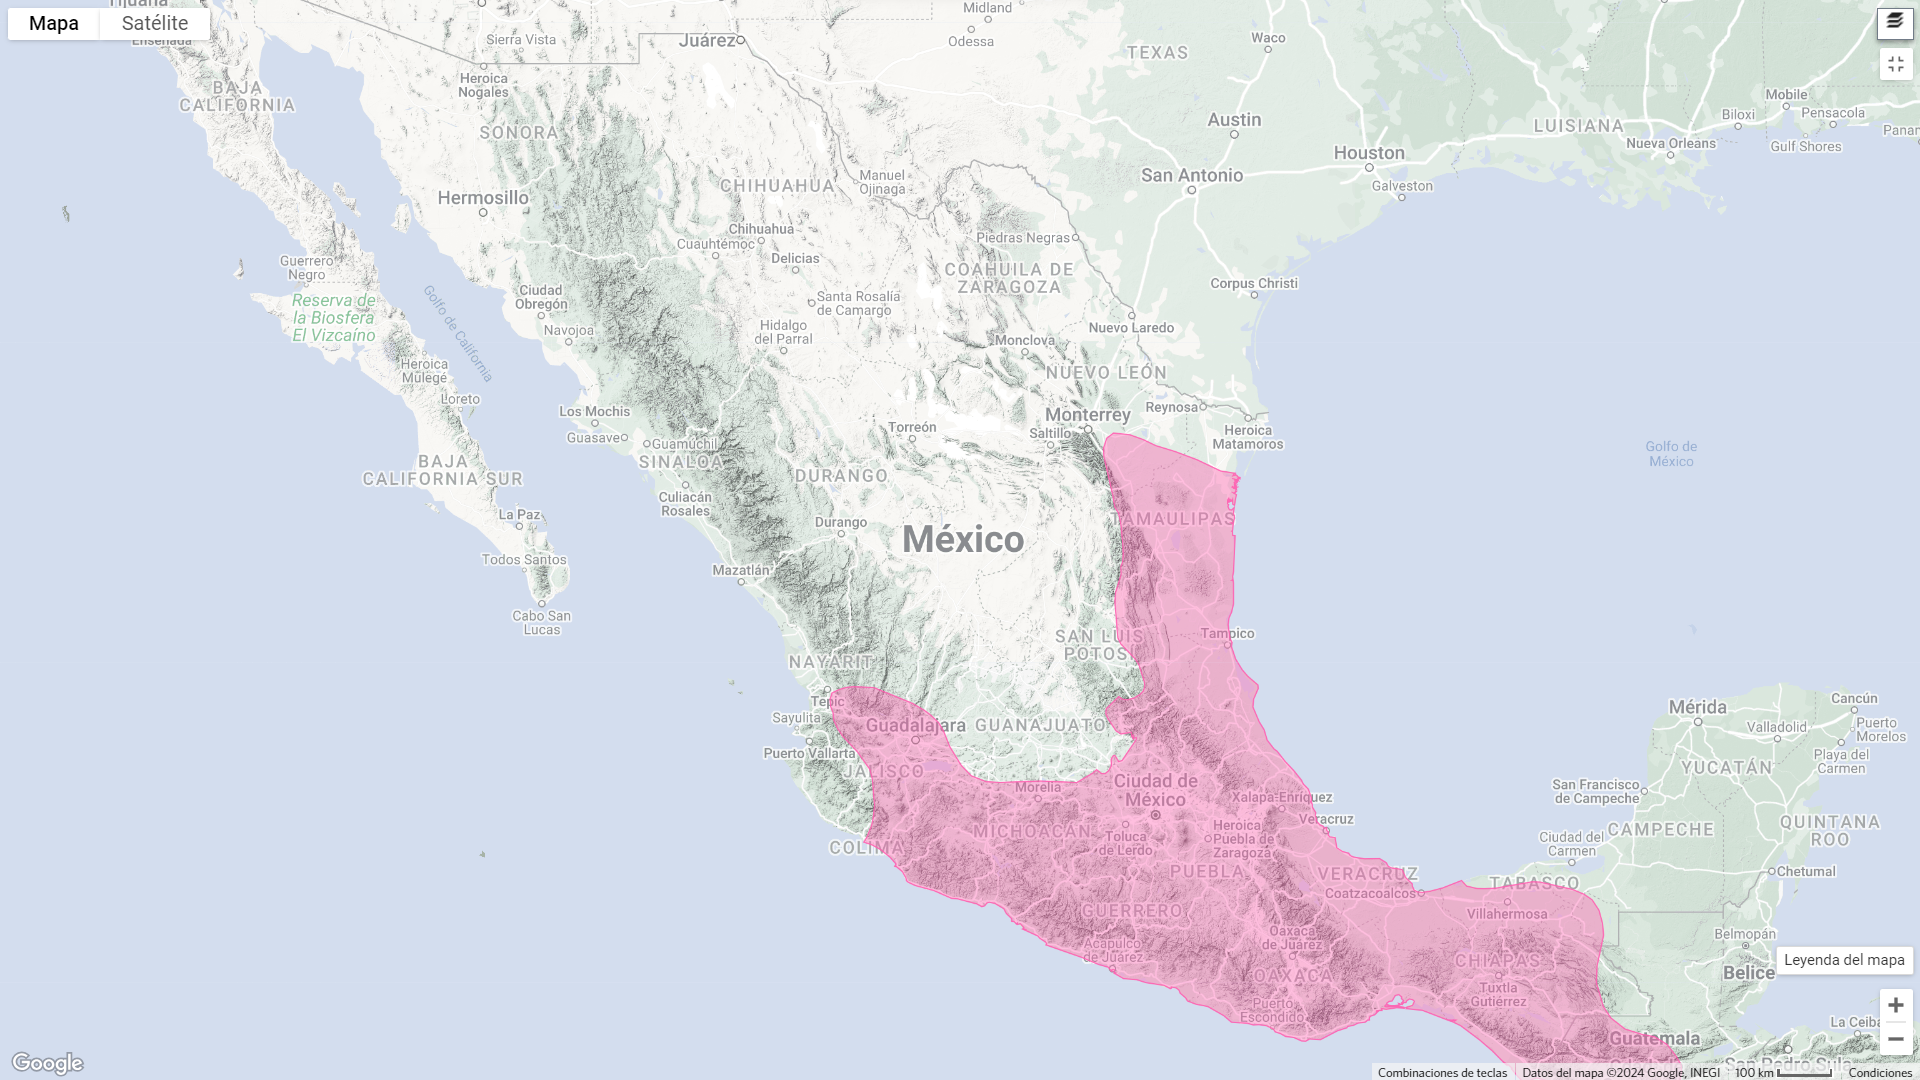 Tijuana
Mapa
Satélite
Ensenada
Sierra Vista
Juárez
Midland
Odessa
TEXAS
Waco
Heroica
Nogales
BAJA
CALIFORNIA
SONORA
Austin
Mobile
Biloxi
Pensacola
LUISIANA
Nueva Orleans
Gulf Shores
Houston
San Antonio
Galveston
CHIHUAHUA
Manuel
Ojinaga
Hermosillo
Chihuahua
Cuauhtémoc
Delicias
Piedras Negras
Guerrero
Negro
COAHUILA DE
ZARAGOZA
Corpus Christi
Reserva de
la Biosfera
El Vizcaíno
Golfo de California
Ciudad
Obregón
Santa Rosalía
de Camargo
Navojoa
Hidalgo
del Parral
Nuevo Laredo
Monclova
Heroica
Mulegé
NUEVO LEÓN
Loreto
Los Mochis
Guasave
Guamúchil
Torreón
Monterrey
Saltillo
Reynosa
Heroica
Matamoros
Golfo de
México
BAJA
CALIFORNIA SUR
SINALOA
DURANGO
Culiacán
Rosales
La Paz
Durango
México
TAMAULIPAS
Todos Santos
Mazatlán
Cabo San
Lucas
SAN LUIS
POTOSÍ
Tampico
NAYARIT
Tepic
Sayulita
Guadalajara
GUANAJUATO
Puerto Vallarta
JALISCO
Mérida
Cancún
Valladolid
Puerto
Morelos
Playa del
Carmen
YUCATÁN
Morelia
Ciudad de
México
Xalapa-Enríquez
San Francisco
de Campeche
Veracruz
MICHOACÁN
Toluca
de Lerdo
Heroica
Puebla de
Zaragoza
COLIMA
Ciudad del
Carmen
CAMPECHE
QUINTANA
ROO
PUEBLA
VERACRUZ
Coatzacoalcos
TABASCO
Chetumal
GUERRERO
Villahermosa
Acapulco
de Juárez
Oaxaca
de Juárez
Belmopán
CHIAPAS
OAXACA
Leyenda del mapa
Belice
Tuxtla
Gutiérrez
Puerto
Escondido
La Ceiba
Guatemala
San Pedro Sula
Google
Combinaciones de teclas
Datos del mapa ©2024 Google, INEGI
100 km
Condiciones